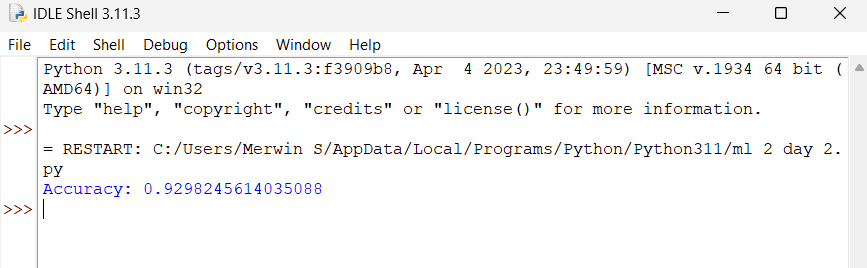 IDLE Shell 3.11.3
File Edit Shell Debug Options Window Help
Python 3.11.3 (tags/v3.11.3:f3909b8, Apr  4 2023, 23:49:59) [MSC v.1934 64 bit (
AMD64)] on win32
Type "help", "copyright", "credits" or "license()" for more information.
>>>
= RESTART: C:/Users/Merwin S/AppData/Local/Programs/Python/Python311/ml 2 day 2.
py
Accuracy: 0.9298245614035088
>>>